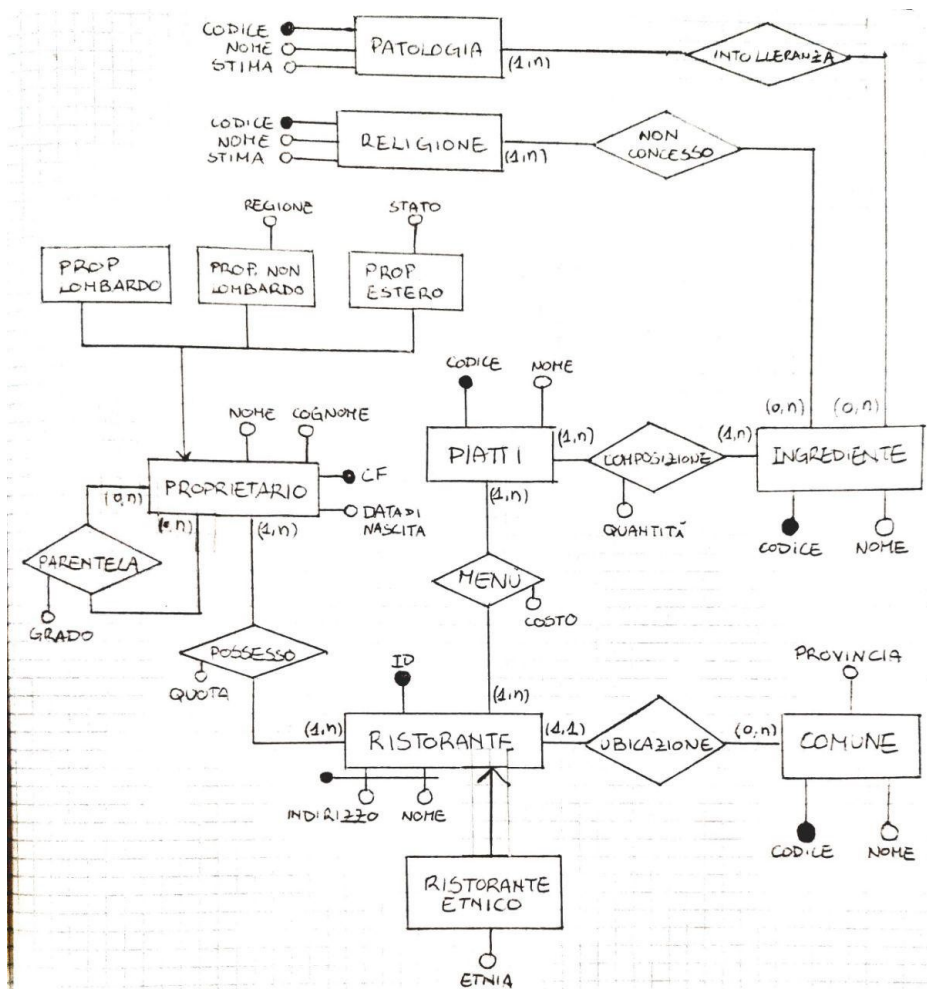 CODICE
NOME
STIMA
PATOLOGIA
(1,n)
INTOLLERANZA
CODICE
NOME
STIMA
RELIGIONE
(1,n)
NON
CONCESSO
REGIONE
STATO
PROP
LOMBARDO
PROP. NON
LOMBARDO
PROP.
ESTERO
CODICE
NOME
(0,n)
(0,n)
NOME
COGNOME
PIATTI
(1,n)
COMPOSIZIONE
(1,n)
INGREDIENTE
PROPRIETARIO
CF
(0,n)
(0,n)
(1,n)
DATA DI
NASCITA
(1,n)
QUANTITÀ
CODICE
NOME
PARENTELA
GRADO
MENÙ
COSTO
POSSESSO
QUOTA
ID
PROVINCIA
(1,n)
(1,n)
RISTORANTE
(1,1)
UBICAZIONE
(0,n)
COMUNE
INDIRIZZO
NOME
CODICE
NOME
RISTORANTE
ETNICO
ETNIA